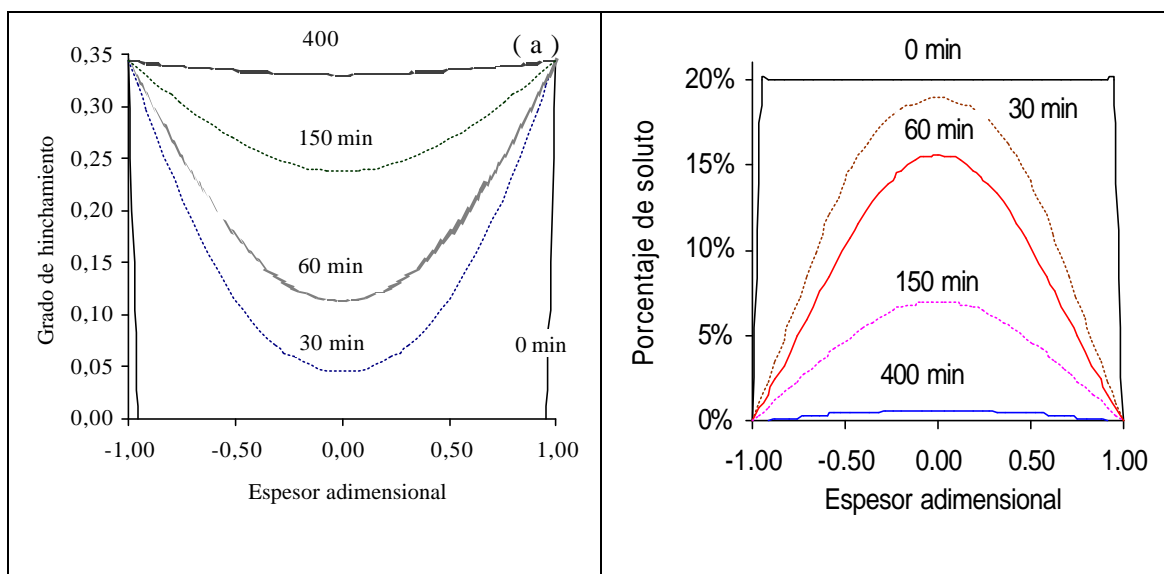 400
( a )
0,35
0,30
0,25
0,20
0,15
0,10
0,05
0,00
Grado de hinchamiento
150 min
60 min
30 min
0 min
-1,00 -0,50 0,00 0,50 1,00
Espesor adimensional
0 min
20%
15%
10%
5%
0%
Porcentaje de soluto
30 min
60 min
150 min
400 min
-1.00 -0.50 0.00 0.50 1.00
Espesor adimensional